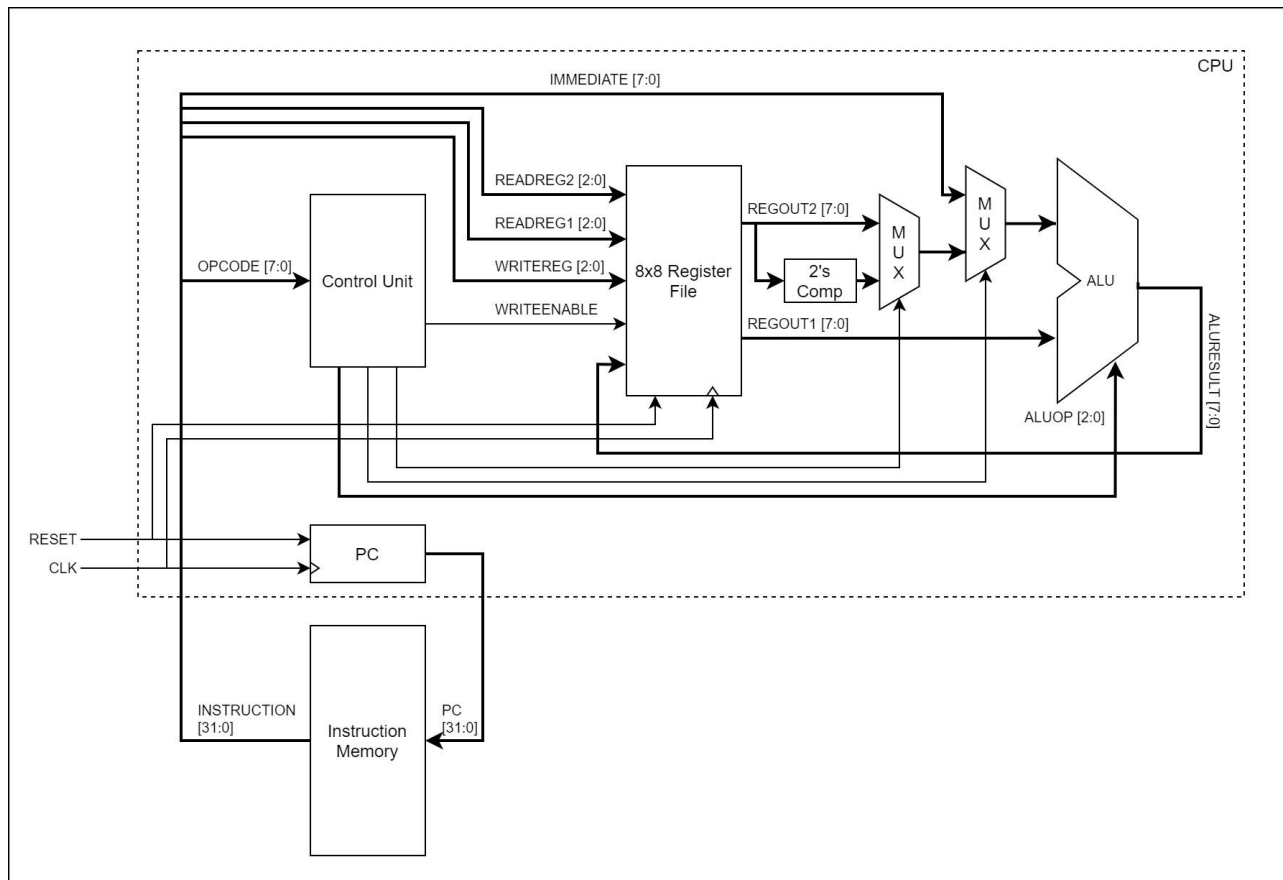 CPU
IMMEDIATE [7:0]
READREG2 [2:0]
READREG1 [2:0]
OPCODE [7:0]
WRITEREG [2:0]
WRITEENABLE
Control Unit
8x8 Register
File
REGOUT2 [7:0]
2's
Comp
REGOUT1 [7:0]
M
U
X
M
U
X
ALU
ALUOP [2:0]
ALURESULT [7:0]
RESET
CLK
PC
INSTRUCTION
[31:0]
PC
[31:0]
Instruction
Memory